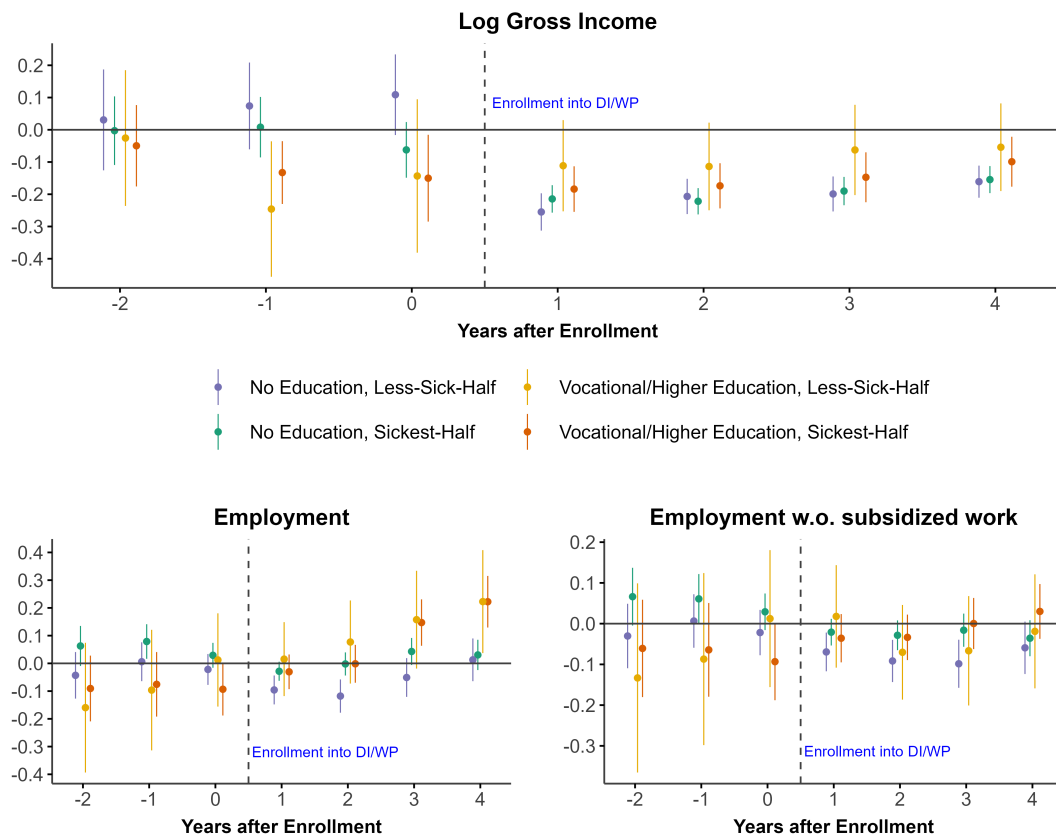 Log Gross Income
0.2
0.1
0.0
-0.1
-0.2
-0.3
-0.4
Enrollment into DI/WP
-2 -1 0 1 2 3 4
Years after Enrollment
No Education, Less-Sick-Half Vocational/Higher Education, Less-Sick-Half
No Education, Sickest-Half Vocational/Higher Education, Sickest-Half
Employment
0.4
0.3
0.2
0.1
0.0
-0.1
-0.2
-0.3
-0.4
Enrollment into DI/WP
-2 -1 0 1 2 3 4
Years after Enrollment
Employment w.o. subsidized work
0.2
0.1
0.0
-0.1
-0.2
-0.3
Enrollment into DI/WP
-2 -1 0 1 2 3 4
Years after Enrollment